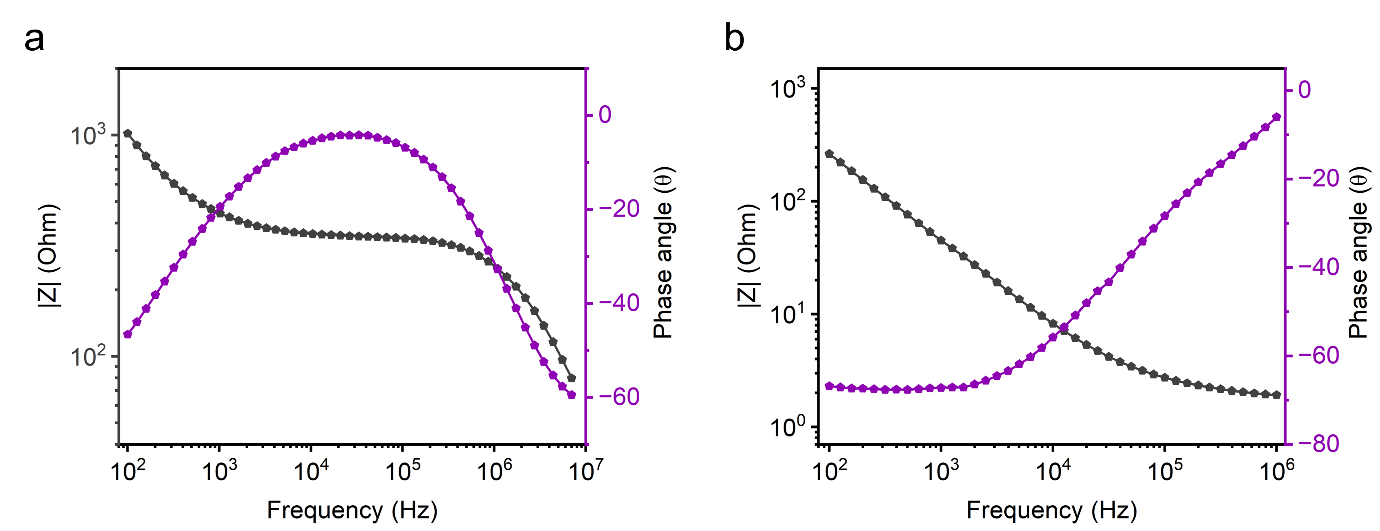 a
10³
10²
|Z| (Ohm)
0
−20
−40
−60
Phase angle (θ)
10² 10³ 10⁴ 10⁵ 10⁶ 10⁷
Frequency (Hz)
b
10³
10²
10¹
10⁰
|Z| (Ohm)
0
−20
−40
−60
−80
Phase angle (θ)
10² 10³ 10⁴ 10⁵ 10⁶
Frequency (Hz)